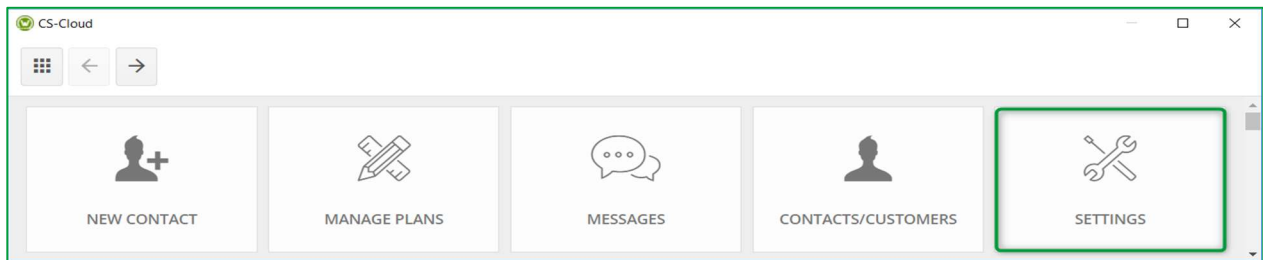 CS-Cloud
NEW CONTACT
MANAGE PLANS
MESSAGES
CONTACTS/CUSTOMERS
SETTINGS